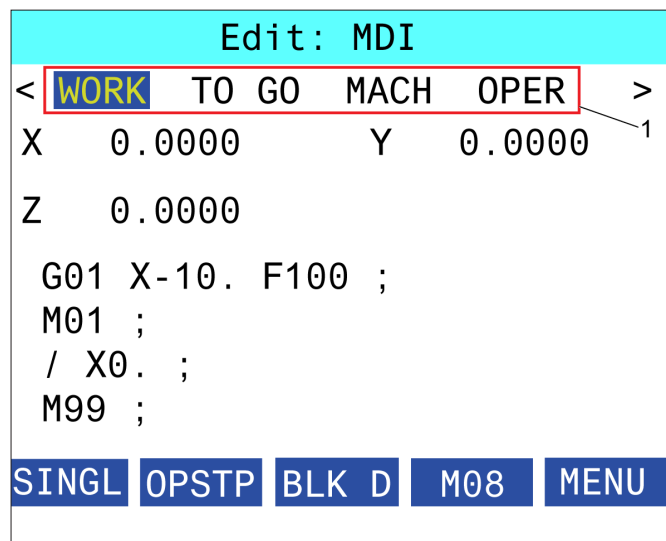 Edit: MDI
< WORK TO GO MACH OPER >
1
X 0.0000 Y 0.0000
Z 0.0000
G01 X-10. F100 ;
M01 ;
/ X0. ;
M99 ;
SINGL OPSTP BLK D M08 MENU